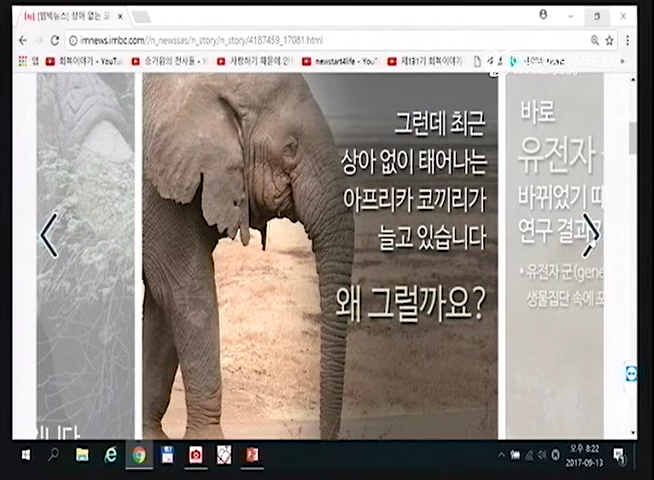 [엠빅뉴스] 상아 없는 코
imnews.imbc.com//n_newssas/n_story/n_story/4187459_17081.html
앱
회복이야기 - YouTu
승가원의 전사들 - Y
사랑하기 때문에
newstart4life - YouT
제131기 회복이야기
그런데 최근
상아 없이 태어나는
아프리카 코끼리가
늘고 있습니다
왜 그럴까요?
바로
유전자
바뀌었기 때
연구 결과
• 유전자 군(gene
생물집단 속에 포
니다
오후 8:22
2017-09-13